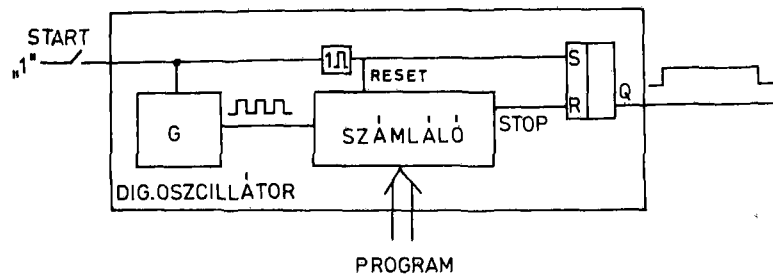 START
„1"
1
RESET
S
G
SZÁMLÁLÓ
STOP
R
Q
DIG.OSZCILLÁTOR
PROGRAM